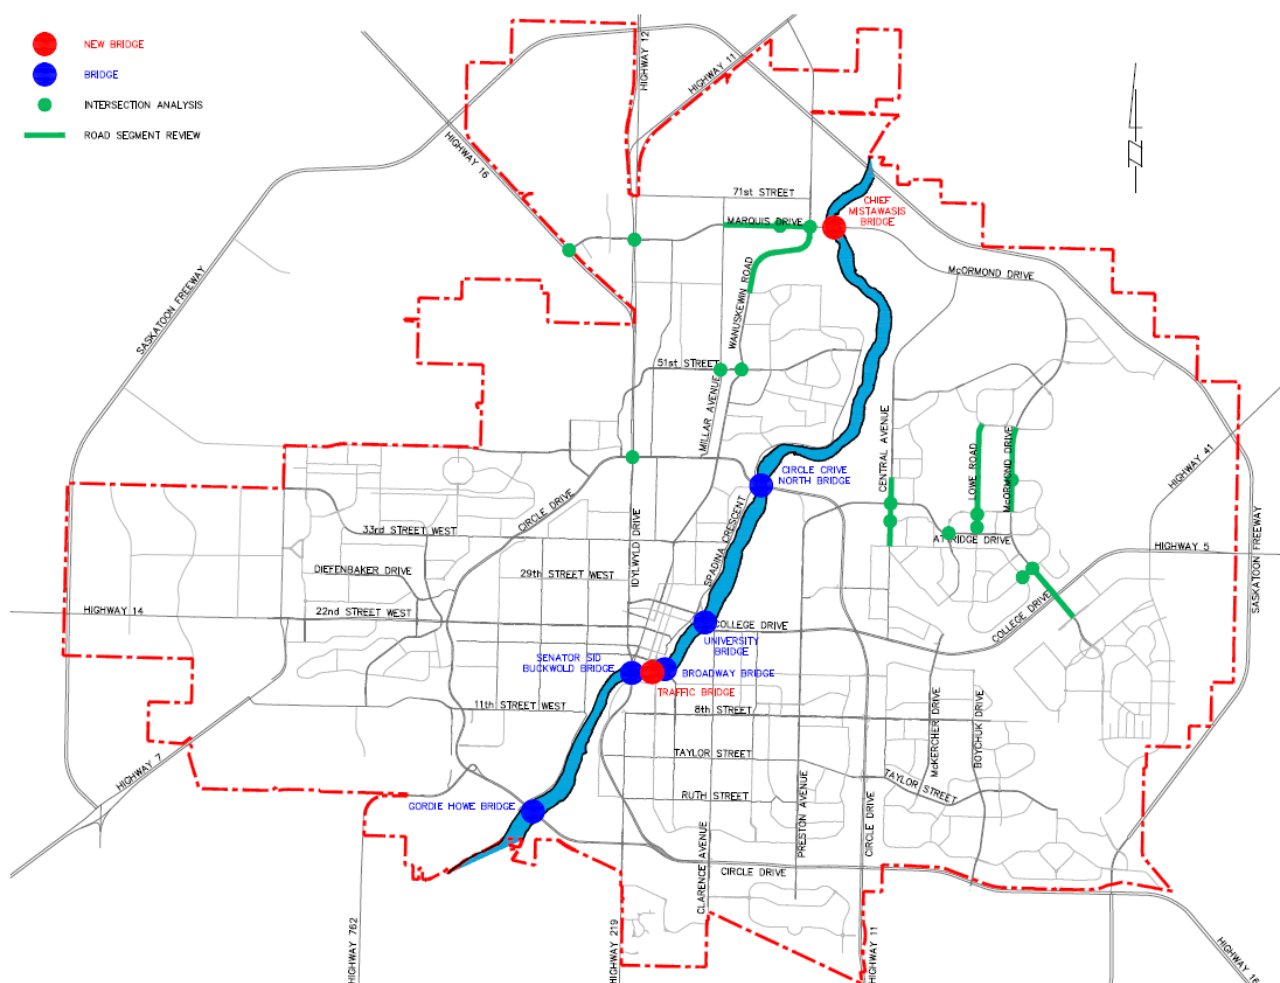 NEW BRIDGE
BRIDGE
INTERSECTION ANALYSIS
ROAD SEGMENT REVIEW
HIGHWAY 12
HIGHWAY 11
HIGHWAY 16
71st STREET
CHIEF
MISTAWASIS
BRIDGE
MARQUIS DRIVE
McORMOND DRIVE
WANUSKEWIN ROAD
SASKATOON FREEWAY
51st STREET
MILLAR AVENUE
CENTRAL AVENUE
LOWE ROAD
McORMOND DRIVE
HIGHWAY 41
CIRCLE CRIVE
NORTH BRIDGE
CIRCLE DRIVE
IDYLWYLD DRIVE
SPADINA CRESCENT
33rd STREET WEST
ATTRIDGE DRIVE
HIGHWAY 5
SASKATOON FREEWAY
DIEFENBAKER DRIVE
29th STREET WEST
HIGHWAY 14
22nd STREET WEST
COLLEGE DRIVE
COLLEGE DRIVE
UNIVERSITY
BRIDGE
SENATOR SID
BUCKWOLD BRIDGE
BROADWAY BRIDGE
TRAFFIC BRIDGE
11th STREET WEST
8th STREET
McKERCHER DRIVE
BOYCHUK DRIVE
TAYLOR STREET
TAYLOR STREET
HIGHWAY 7
RUTH STREET
GORDIE HOWE BRIDGE
PRESTON AVENUE
CIRCLE DRIVE
CLARENCE AVENUE
CIRCLE DRIVE
HIGHWAY 762
HIGHWAY 219
HIGHWAY 11
HIGHWAY 16